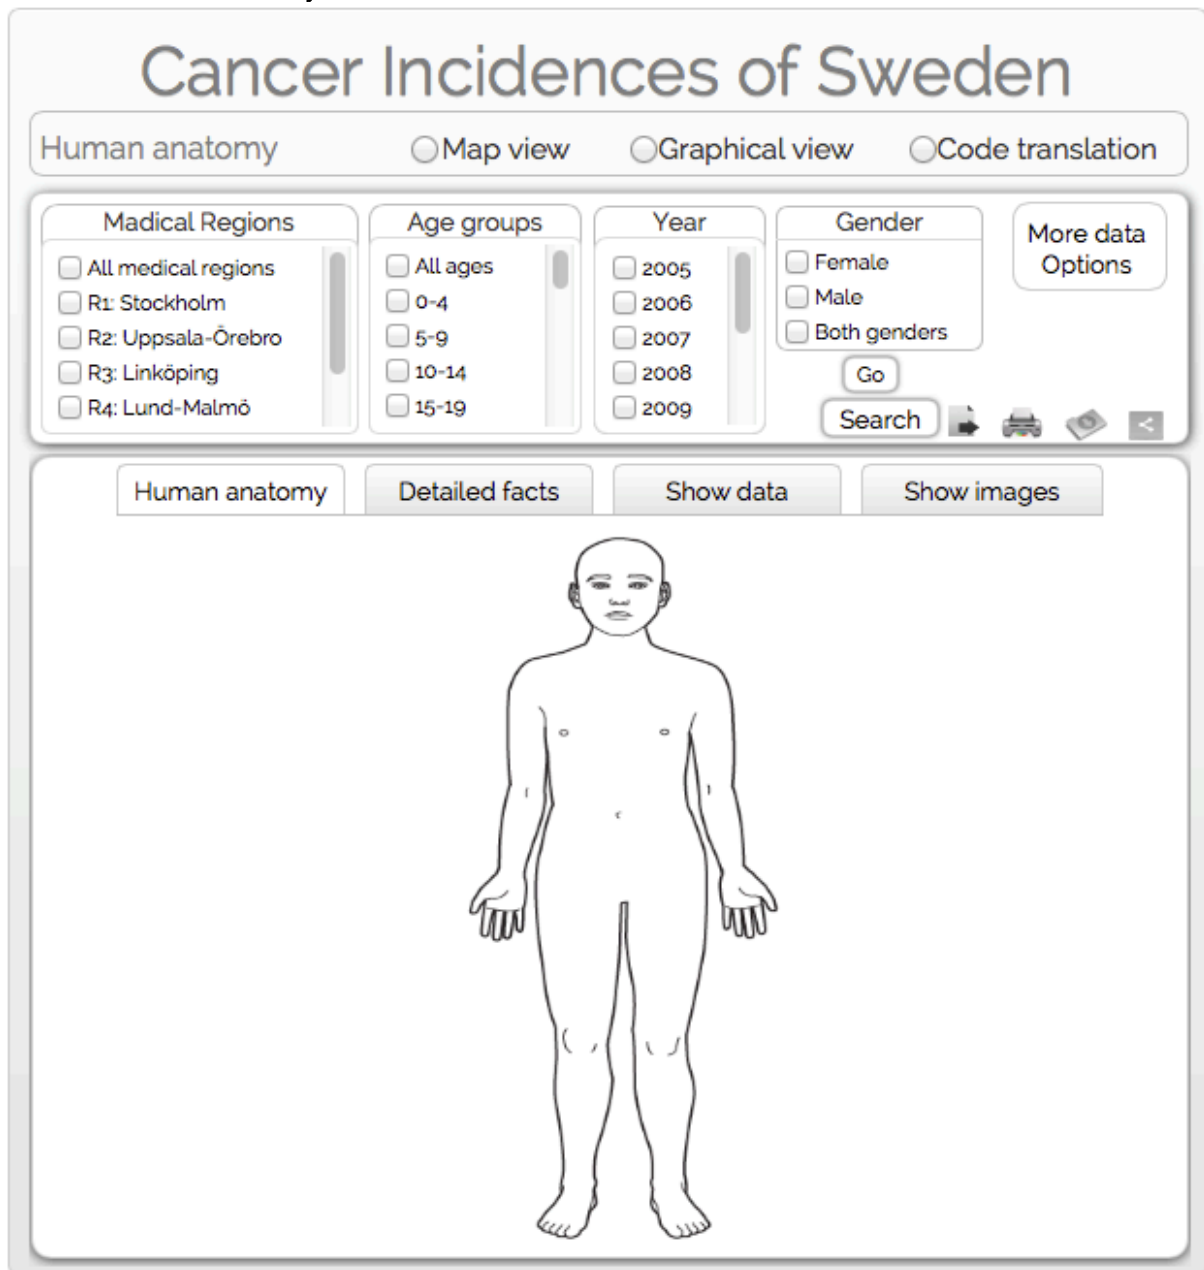 Cancer Incidences of Sweden
Human anatomy
Map view
Graphical view
Code translation
Madical Regions
All medical regions
R1: Stockholm
R2: Uppsala-Örebro
R3: Linköping
R4: Lund-Malmö
Age groups
All ages
0-4
5-9
10-14
15-19
Year
2005
2006
2007
2008
2009
Gender
Female
Male
Both genders
Go
Search
More data
Options
Human anatomy
Detailed facts
Show data
Show images